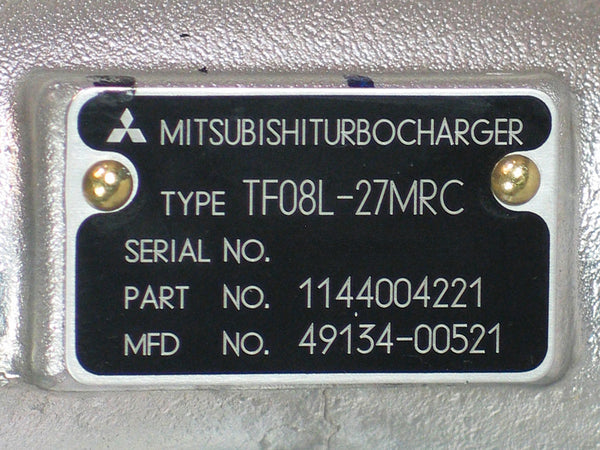 MITSUBISHITURBOCHARGER
TYPE TF08L-27MRC
SERIAL NO.
PART NO. 1144004221
MFD NO. 49134-00521